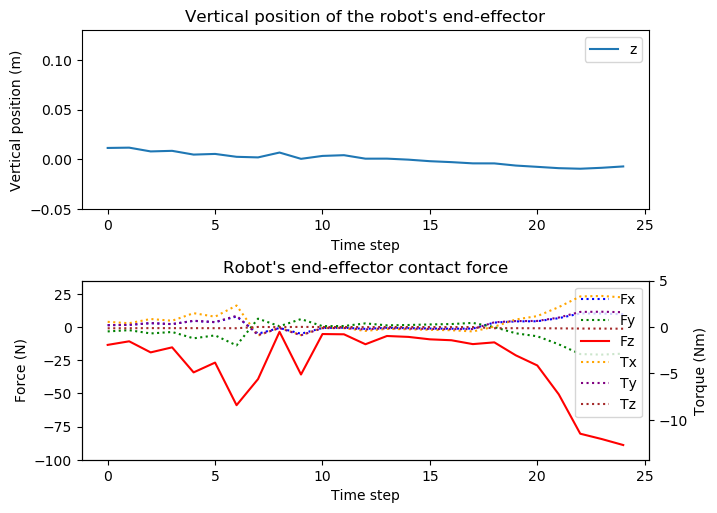 Vertical position of the robot's end-effector
Vertical position (m)
0.10
0.05
0.00
−0.05
z
0
5
10
15
20
25
Time step
Robot's end-effector contact force
Force (N)
25
0
−25
−50
−75
−100
Fx
Fy
Fz
Tx
Ty
Tz
5
0
−5
−10
Torque (Nm)
0
5
10
15
20
25
Time step